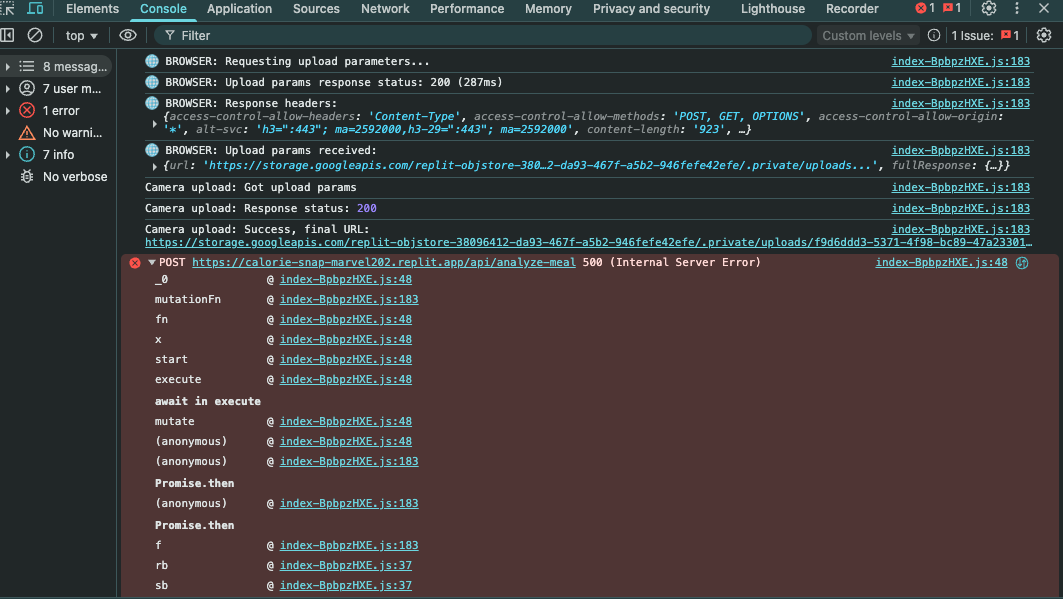 Elements Console Application Sources Network Performance Memory Privacy and security Lighthouse Recorder 1 1
top Filter Custom levels 1 Issue: 1
8 messag...
7 user m...
1 error
No warni...
7 info
No verbose
BROWSER: Requesting upload parameters... index-BpbpzHXE.js:183
BROWSER: Upload params response status: 200 (287ms) index-BpbpzHXE.js:183
BROWSER: Response headers: index-BpbpzHXE.js:183
{access-control-allow-headers: 'Content-Type', access-control-allow-methods: 'POST, GET, OPTIONS', access-control-allow-origin:
'*', alt-svc: 'h3=":443"; ma=2592000,h3-29=":443"; ma=2592000', content-length: '923', …}
BROWSER: Upload params received: index-BpbpzHXE.js:183
{url: 'https://storage.googleapis.com/replit-objstore-380…2-da93-467f-a5b2-946fefe42efe/.private/uploads...', fullResponse: {…}}
Camera upload: Got upload params index-BpbpzHXE.js:183
Camera upload: Response status: 200 index-BpbpzHXE.js:183
Camera upload: Success, final URL: index-BpbpzHXE.js:183
https://storage.googleapis.com/replit-objstore-38096412-da93-467f-a5b2-946fefe42efe/.private/uploads/f9d6ddd3-5371-4f98-bc89-47a23301…
POST https://calorie-snap-marvel202.replit.app/api/analyze-meal 500 (Internal Server Error) index-BpbpzHXE.js:48
_0 @ index-BpbpzHXE.js:48
mutationFn @ index-BpbpzHXE.js:183
fn @ index-BpbpzHXE.js:48
x @ index-BpbpzHXE.js:48
start @ index-BpbpzHXE.js:48
execute @ index-BpbpzHXE.js:48
await in execute
mutate @ index-BpbpzHXE.js:48
(anonymous) @ index-BpbpzHXE.js:48
(anonymous) @ index-BpbpzHXE.js:183
Promise.then
(anonymous) @ index-BpbpzHXE.js:183
Promise.then
f @ index-BpbpzHXE.js:183
rb @ index-BpbpzHXE.js:37
sb @ index-BpbpzHXE.js:37